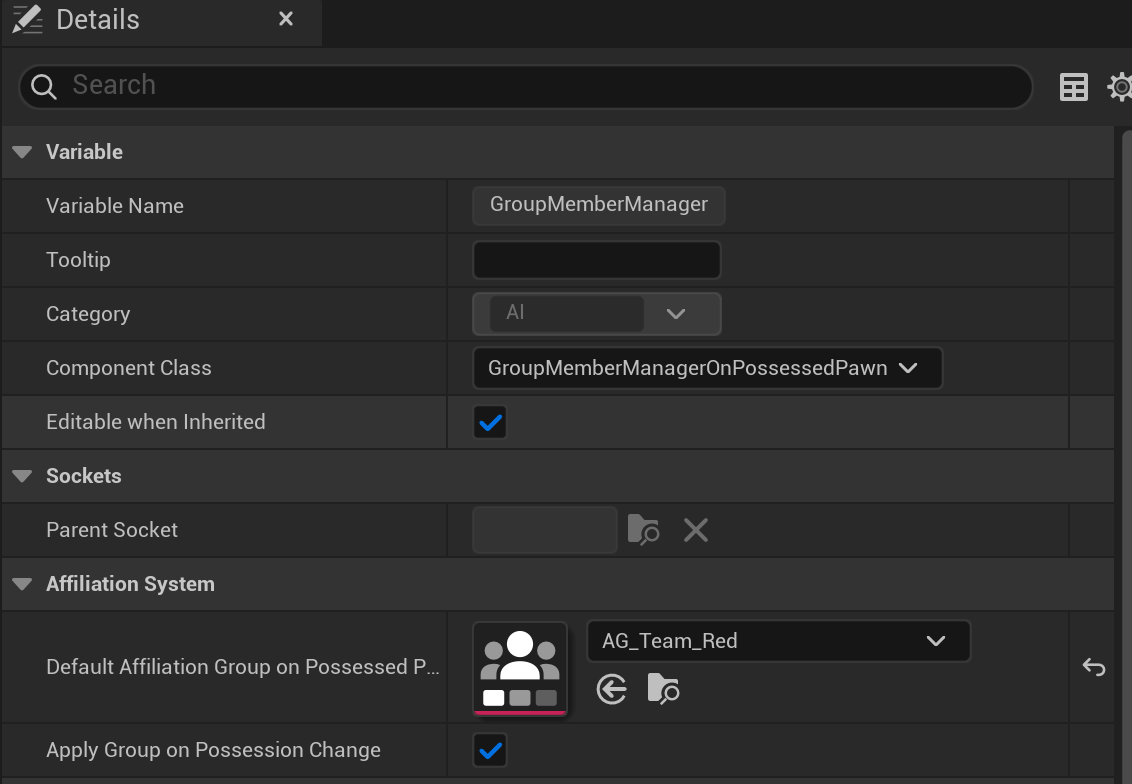 Details
Search
Variable
Variable Name
GroupMemberManager
Tooltip
Category
AI
Component Class
GroupMemberManagerOnPossessedPawn
Editable when Inherited
Sockets
Parent Socket
Affiliation System
Default Affiliation Group on Possessed P...
AG_Team_Red
Apply Group on Possession Change